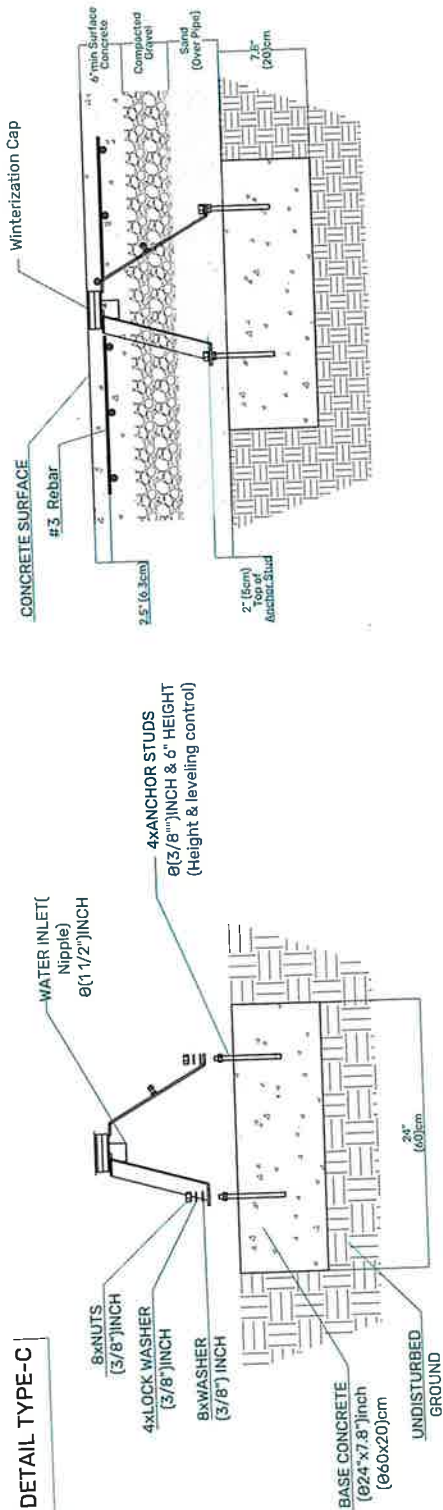 DETAIL TYPE-C
8xNUTS
(3/8")INCH
4xLOCK WASHER
(3/8")INCH
8xWASHER
(3/8") INCH
WATER INLET(
Nipple)
Ø(1 1/2")INCH
4xANCHOR STUDS
Ø(3/8"")INCH & 6" HEIGHT
(Height & leveling control)
BASE CONCRETE
(Ø24"x7.8")inch
(Ø60x20)cm
UNDISTURBED
GROUND
24"
(60)cm
CONCRETE SURFACE
#3 Rebar
Winterization Cap
2.5" (6.3cm)
2" (5cm)
Top of
Anchor Stud
6"min Surface
Concrete
Compacted
Gravel
Sand
(Over Pipe)
7.8"
(20)cm